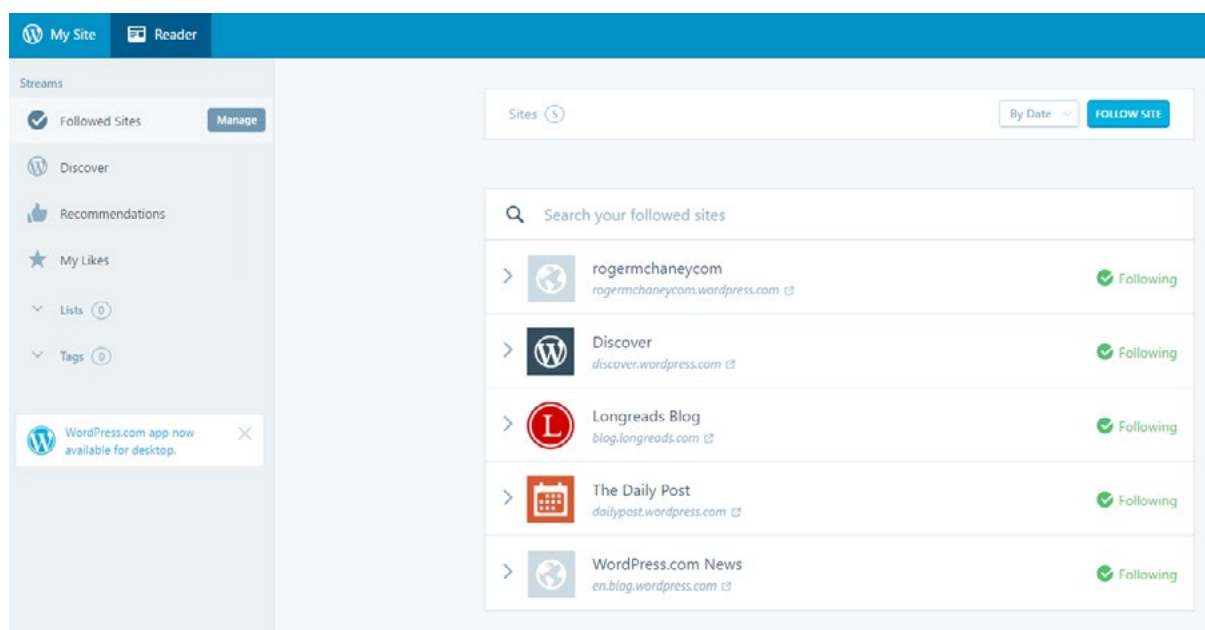 My Site
Reader
Streams
Followed Sites
Manage
Discover
Recommendations
My Likes
Lists 0
Tags 0
WordPress.com app now
available for desktop.
Sites 5
By Date
FOLLOW SITE
Search your followed sites
rogermchaneycom
rogermchaneycom.wordpress.com
Following
Discover
discover.wordpress.com
Following
L
Longreads Blog
blog.longreads.com
Following
The Daily Post
dailypost.wordpress.com
Following
WordPress.com News
en.blog.wordpress.com
Following